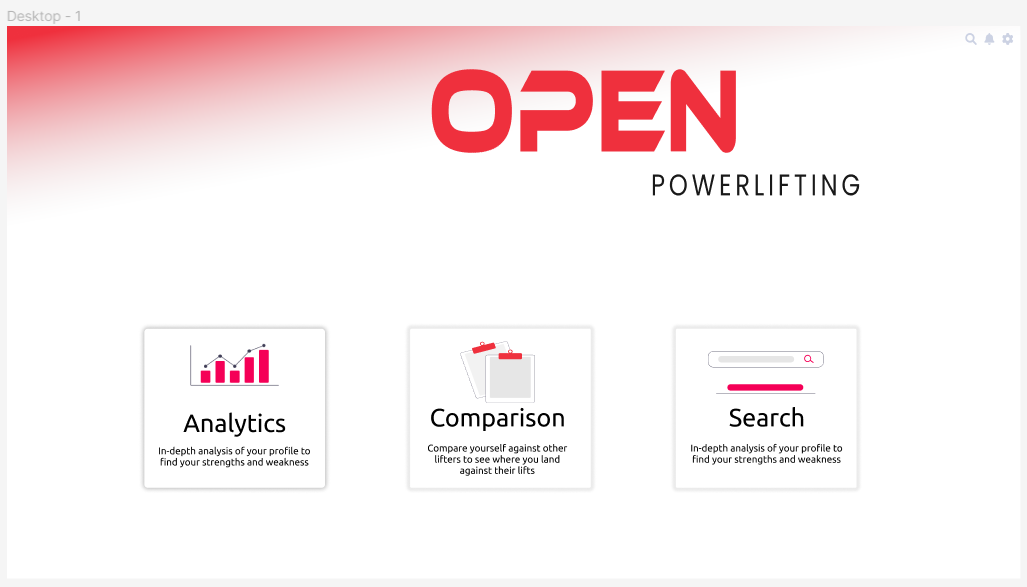 Desktop - 1
OPEN
POWERLIFTING
Analytics
In-depth analysis of your profile to
find your strengths and weakness
Comparison
Compare yourself against other
lifters to see where you land
against their lifts
Search
In-depth analysis of your profile to
find your strengths and weakness